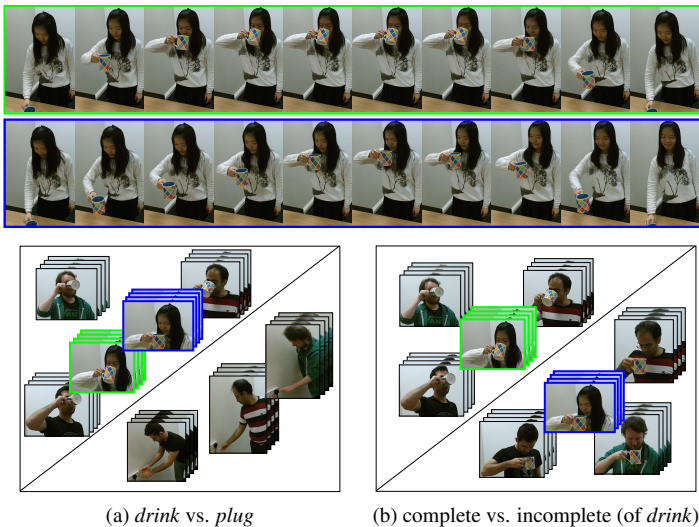 (a) drink vs. plug
(b) complete vs. incomplete (of drink)